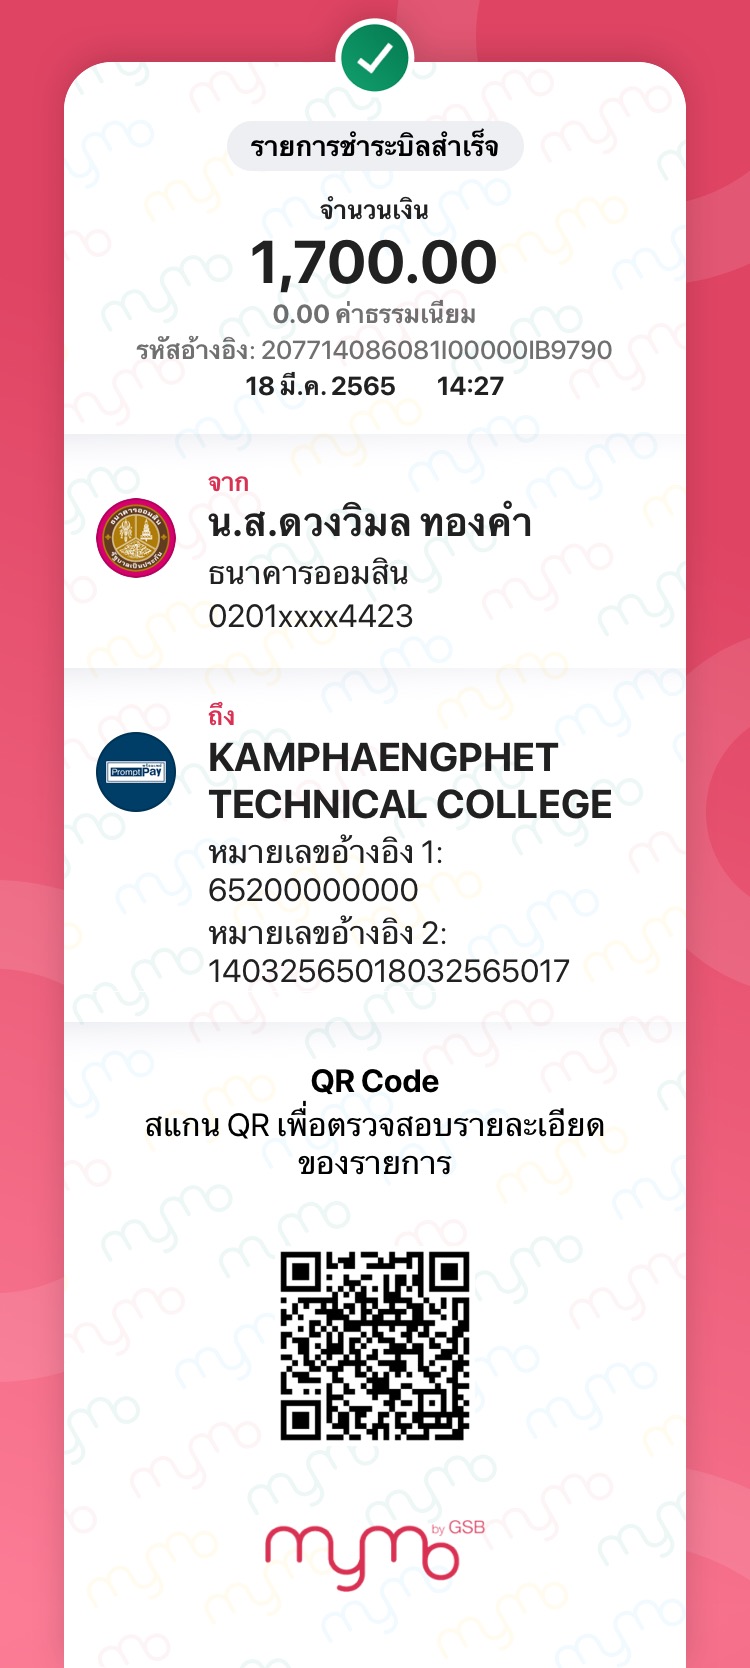 รายการชำระบิลสำเร็จ
จำนวนเงิน
1,700.00
0.00 ค่าธรรมเนียม
รหัสอ้างอิง: 207714086081I00000IB9790
18 มี.ค. 2565 14:27
จาก
น.ส.ดวงวิมล ทองคำ
ธนาคารออมสิน
0201xxxx4423
ถึง
PromptPay
KAMPHAENGPHET
TECHNICAL COLLEGE
หมายเลขอ้างอิง 1:
65200000000
หมายเลขอ้างอิง 2:
14032565018032565017
QR Code
สแกน QR เพื่อตรวจสอบรายละเอียด
ของรายการ
mymo by GSB